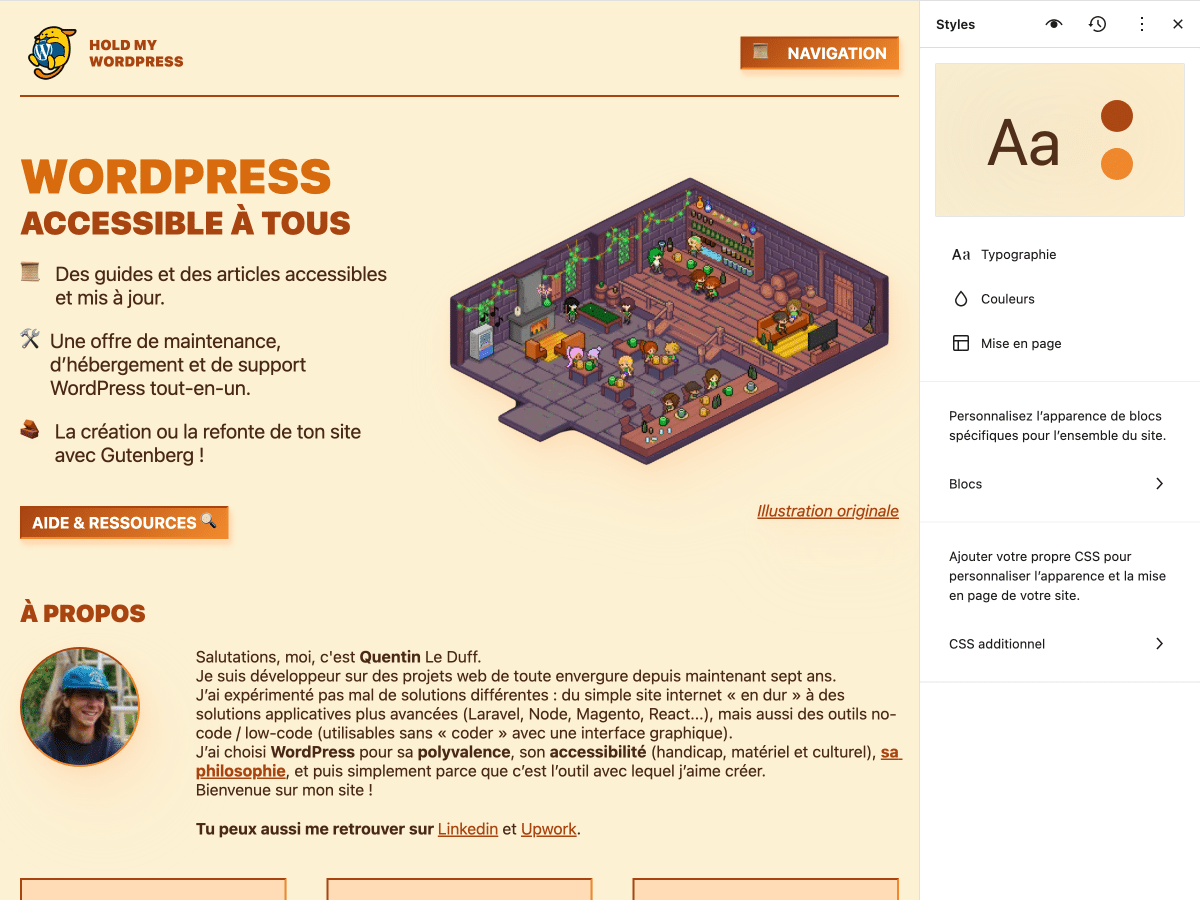 HOLD MY
WORDPRESS
NAVIGATION
WORDPRESS
ACCESSIBLE À TOUS
Des guides et des articles accessibles
et mis à jour.
Une offre de maintenance,
d’hébergement et de support
WordPress tout-en-un.
La création ou la refonte de ton site
avec Gutenberg !
AIDE & RESSOURCES
Illustration originale
À PROPOS
Salutations, moi, c'est Quentin Le Duff.
Je suis développeur sur des projets web de toute envergure depuis maintenant sept ans.
J’ai expérimenté pas mal de solutions différentes : du simple site internet « en dur » à des
solutions applicatives plus avancées (Laravel, Node, Magento, React…), mais aussi des outils no-
code / low-code (utilisables sans « coder » avec une interface graphique).
J’ai choisi WordPress pour sa polyvalence, son accessibilité (handicap, matériel et culturel), sa
philosophie, et puis simplement parce que c’est l’outil avec lequel j’aime créer.
Bienvenue sur mon site !
Tu peux aussi me retrouver sur Linkedin et Upwork.
Styles
Aa
Aa Typographie
Couleurs
Mise en page
Personnalisez l’apparence de blocs
spécifiques pour l’ensemble du site.
Blocs
Ajouter votre propre CSS pour
personnaliser l’apparence et la mise
en page de votre site.
CSS additionnel